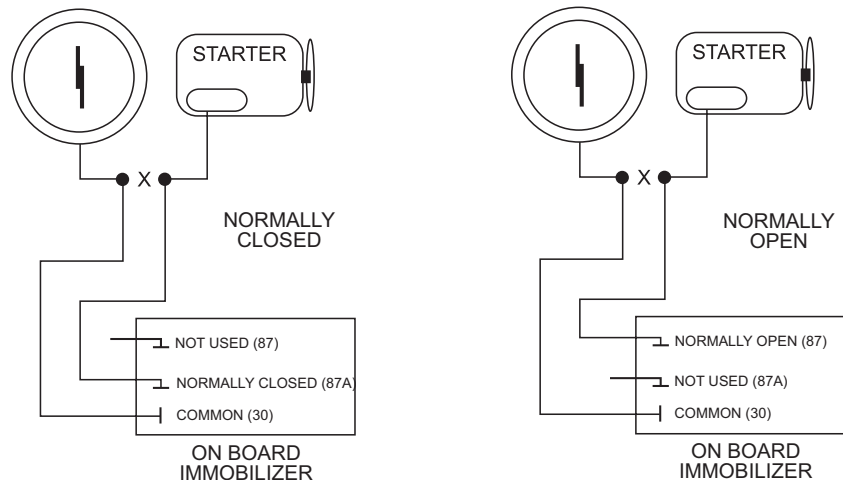 STARTER
X
NORMALLY
CLOSED
NOT USED (87)
NORMALLY CLOSED (87A)
COMMON (30)
ON BOARD
IMMOBILIZER
STARTER
X
NORMALLY
OPEN
NORMALLY OPEN (87)
NOT USED (87A)
COMMON (30)
ON BOARD
IMMOBILIZER